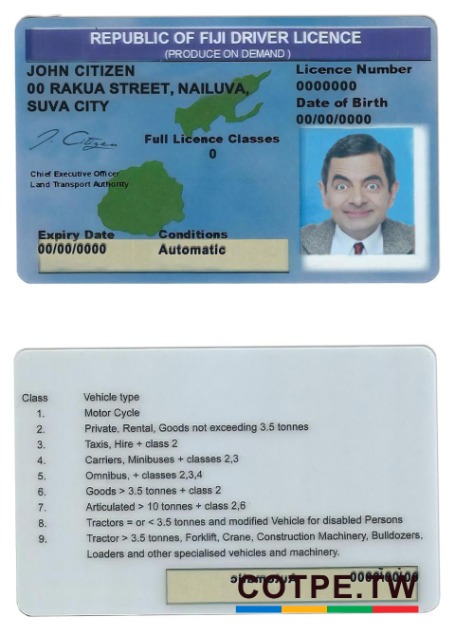 REPUBLIC OF FIJI DRIVER LICENCE
(PRODUCE ON DEMAND )
JOHN CITIZEN
00 RAKUA STREET, NAILUVA,
SUVA CITY
Licence Number
0000000
Date of Birth
00/00/0000
J. Citizen
Full Licence Classes
0
Chief Executive Officer
Land Transport Authority
Expiry Date
00/00/0000
Conditions
Automatic
Class Vehicle type
1. Motor Cycle
2. Private, Rental, Goods not exceeding 3.5 tonnes
3. Taxis, Hire + class 2
4. Carriers, Minibuses + classes 2,3
5. Omnibus, + classes 2,3,4
6. Goods > 3.5 tonnes + class 2
7. Articulated > 10 tonnes + class 2,6
8. Tractors = or < 3.5 tonnes and modified Vehicle for disabled Persons
9. Tractor > 3.5 tonnes, Forklift, Crane, Construction Machinery, Bulldozers,
Loaders and other specialised vehicles and machinery.
Automatic 00/00/0000
COTPE.TW